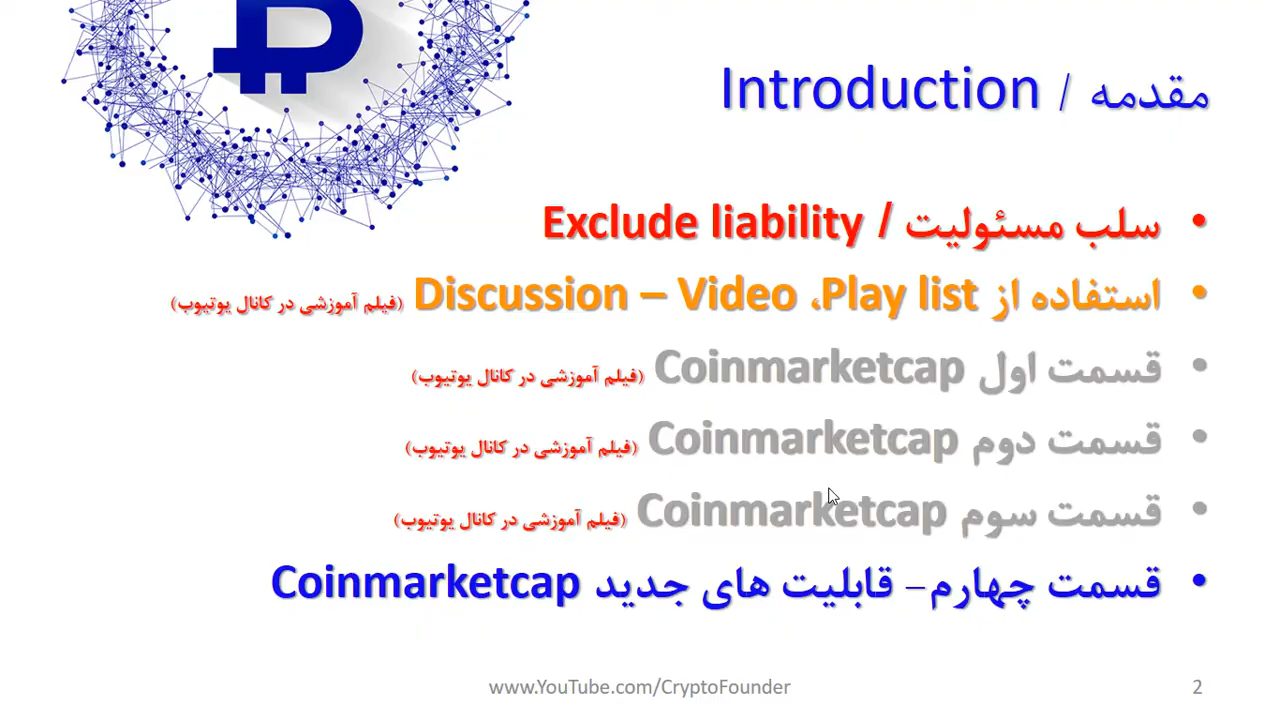 مقدمه / Introduction
• سلب مسئولیت / Exclude liability
• استفاده از Play list، Discussion – Video (فیلم آموزشی در کانال یوتیوب)
• قسمت اول Coinmarketcap (فیلم آموزشی در کانال یوتیوب)
• قسمت دوم Coinmarketcap (فیلم آموزشی در کانال یوتیوب)
• قسمت سوم Coinmarketcap (فیلم آموزشی در کانال یوتیوب)
• قسمت چهارم– قابلیت های جدید Coinmarketcap
www.YouTube.com/CryptoFounder
2